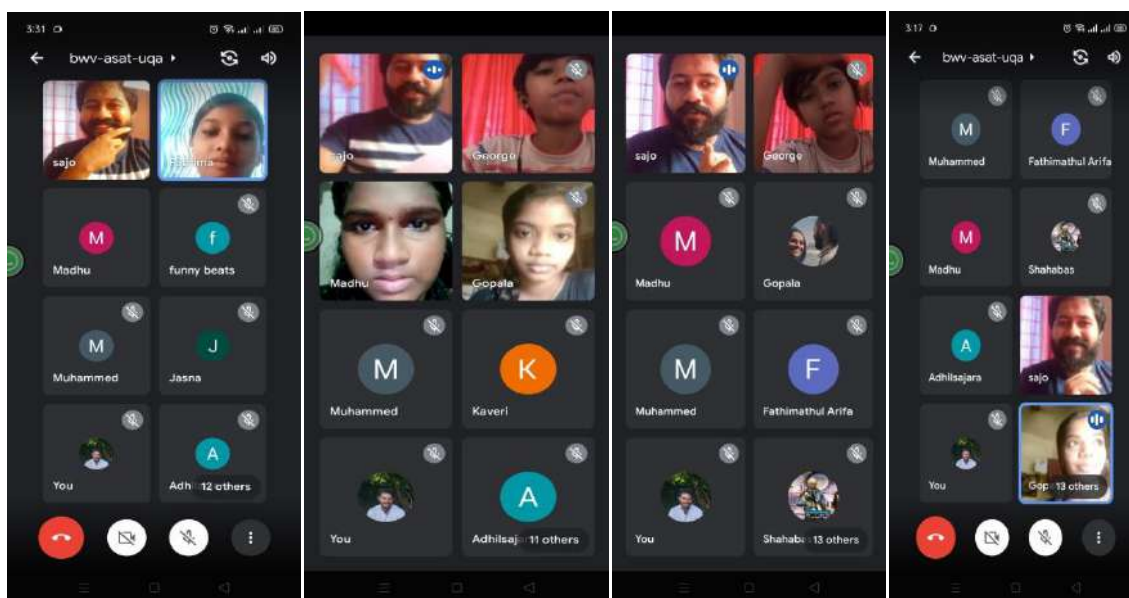 3:31
bwv-asat-uqa
sajo
M
Madhu
f
funny beats
M
Muhammed
J
Jasna
You
A
Adh 12 others
sajo
George
Madhu
Gopala
M
Muhammed
K
Kaveri
You
A
Adhilsaj 11 others
sajo
George
M
Madhu
Gopala
M
Muhammed
F
Fathimathul Arifa
You
Shahaba 13 others
3:17
bwv-asat-uqa
M
Muhammed
F
Fathimathul Arifa
M
Madhu
Shahabas
A
Adhilsajara
sajo
You
Gop 13 others